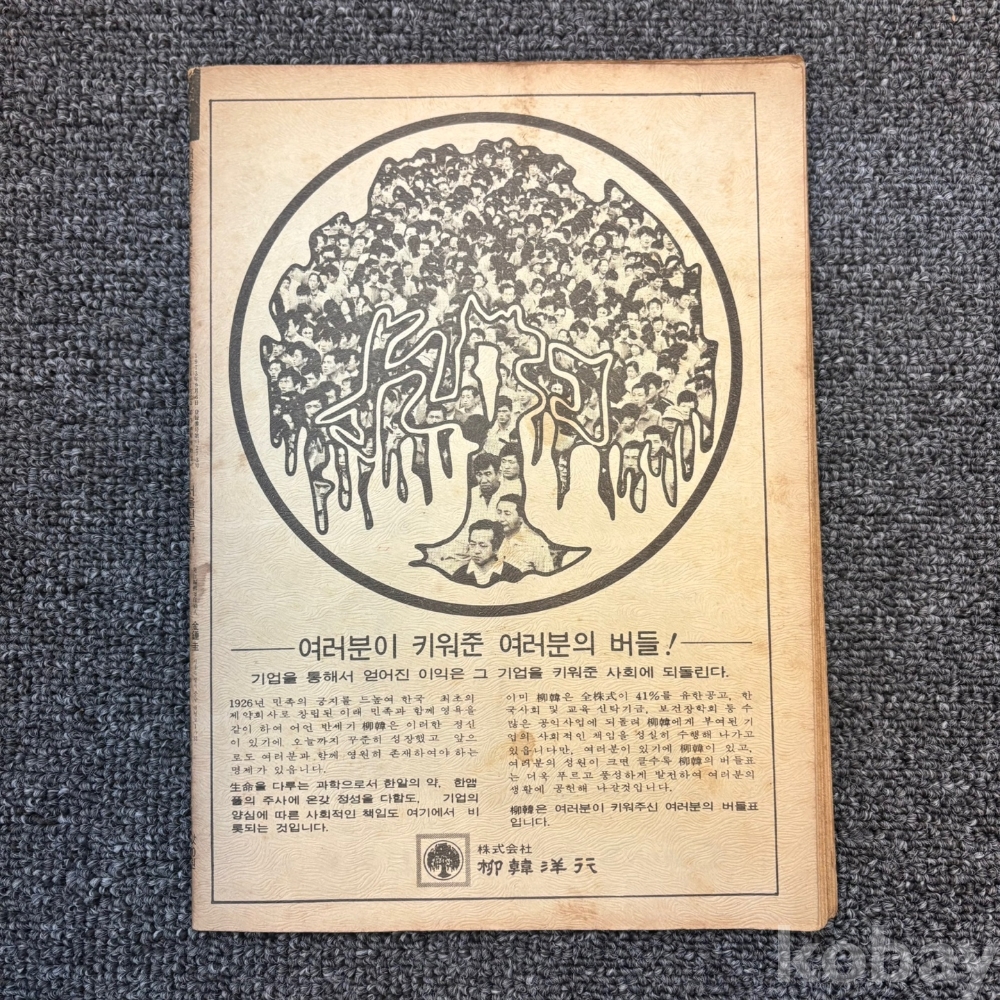 여러분이 키워준 여러분의 버들!
기업을 통해서 얻어진 이익은 그 기업을 키워준 사회에 되돌린다.
1926년 민족의 긍지를 드높여 한국 최초의
제약회사로 창립된 이래 민족과 함께 영욕을
같이 하여 어언 반세기 柳韓은 이러한 정신
이 있기에 오늘까지 꾸준히 성장했고 앞으
로도 여러분과 함께 영원히 존재하여야 하는
명제가 있읍니다.
生命을 다루는 과학으로서 한알의 약, 한앰
플의 주사에 온갖 정성을 다함도, 기업의
양심에 따른 사회적인 책임도 여기에서 비
롯되는 것입니다.
이미 柳韓은 全株式이 41%를 유한공고, 한
국사회 및 교육 신탁기금, 보건장학회 등 수
많은 공익사업에 되돌려 柳韓에게 부여된 기
업의 사회적인 책임을 성실히 수행해 나가고
있읍니다만, 여러분이 있기에 柳韓이 있고,
여러분의 성원이 크면 클수록 柳韓의 버들표
는 더욱 푸르고 풍성하게 발전하여 여러분의
생활에 공헌해 나갈것입니다.
柳韓은 여러분이 키워주신 여러분의 버들표
입니다.
株式会社
柳韓洋行
kobay